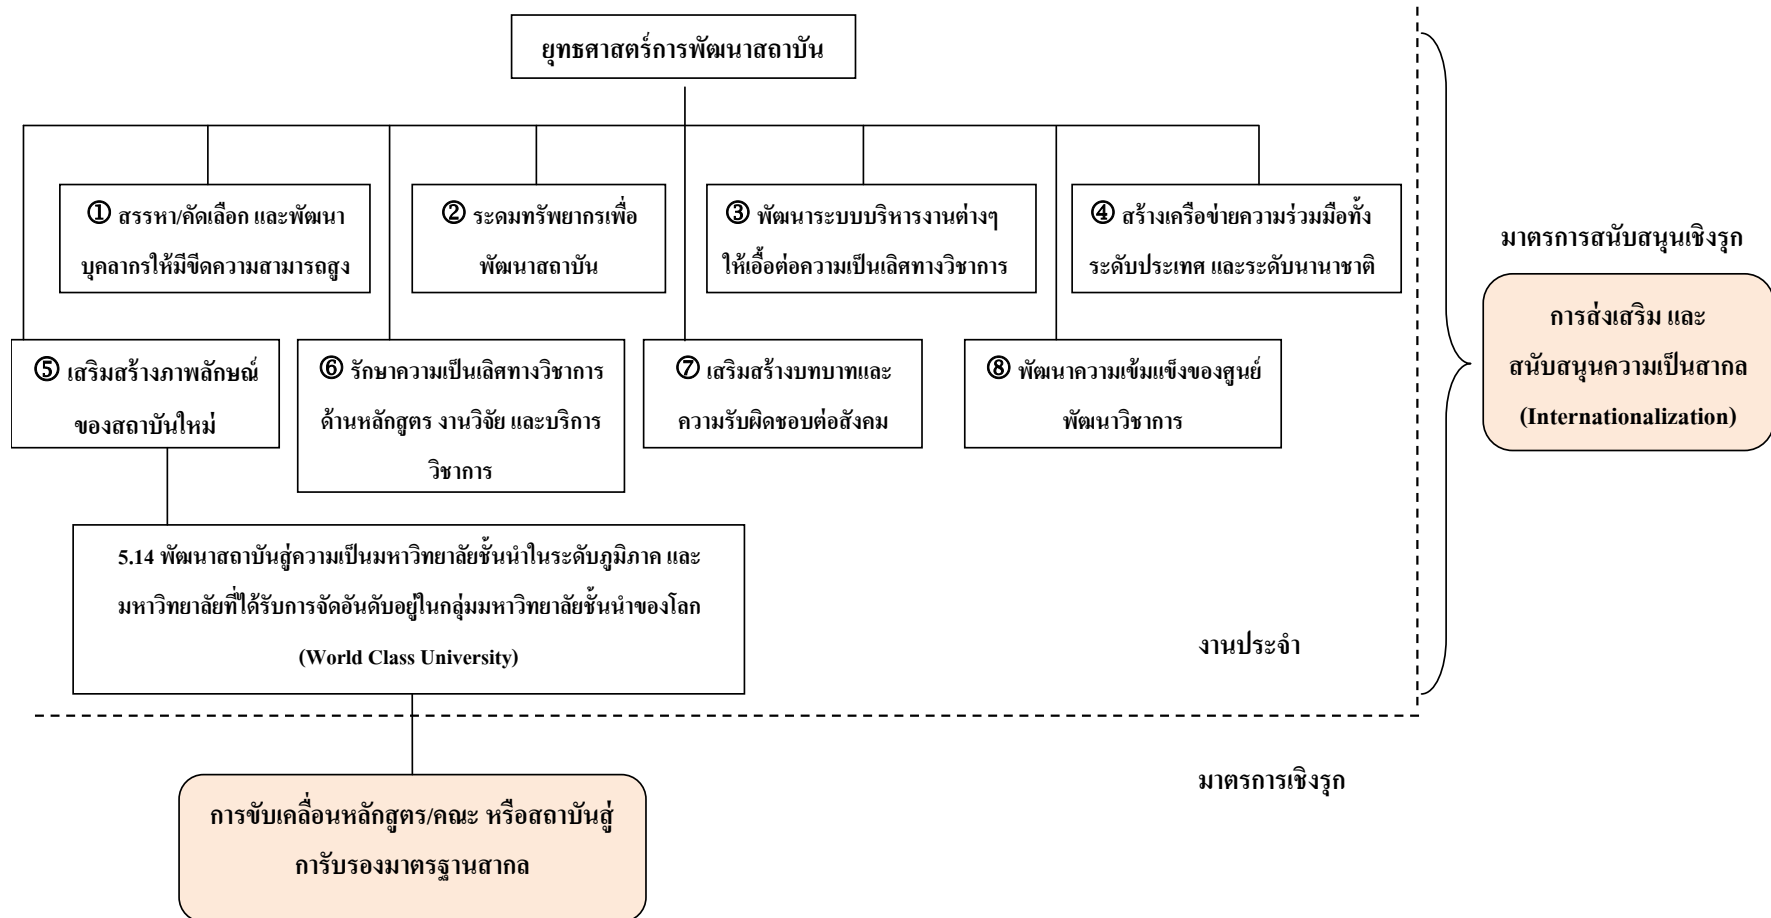 ยุทธศาสตร์การพัฒนาสถาบัน
① สรรหา/คัดเลือก และพัฒนา
บุคลากรให้มีขีดความสามารถสูง
② ระดมทรัพยากรเพื่อ
พัฒนาสถาบัน
③ พัฒนาระบบบริหารงานต่างๆ
ให้เอื้อต่อความเป็นเลิศทางวิชาการ
④ สร้างเครือข่ายความร่วมมือทั้ง
ระดับประเทศ และระดับนานาชาติ
⑤ เสริมสร้างภาพลักษณ์
ของสถาบันใหม่
⑥ รักษาความเป็นเลิศทางวิชาการ
ด้านหลักสูตร งานวิจัย และบริการ
วิชาการ
⑦ เสริมสร้างบทบาทและ
ความรับผิดชอบต่อสังคม
⑧ พัฒนาความเข้มแข็งของศูนย์
พัฒนาวิชาการ
มาตรการสนับสนุนเชิงรุก
การส่งเสริม และ
สนับสนุนความเป็นสากล
(Internationalization)
5.14 พัฒนาสถาบันสู่ความเป็นมหาวิทยาลัยชั้นนำในระดับภูมิภาค และ
มหาวิทยาลัยที่ได้รับการจัดอันดับอยู่ในกลุ่มมหาวิทยาลัยชั้นนำของโลก
(World Class University)
งานประจำ
มาตรการเชิงรุก
การขับเคลื่อนหลักสูตร/คณะ หรือสถาบันสู่
การับรองมาตรฐานสากล